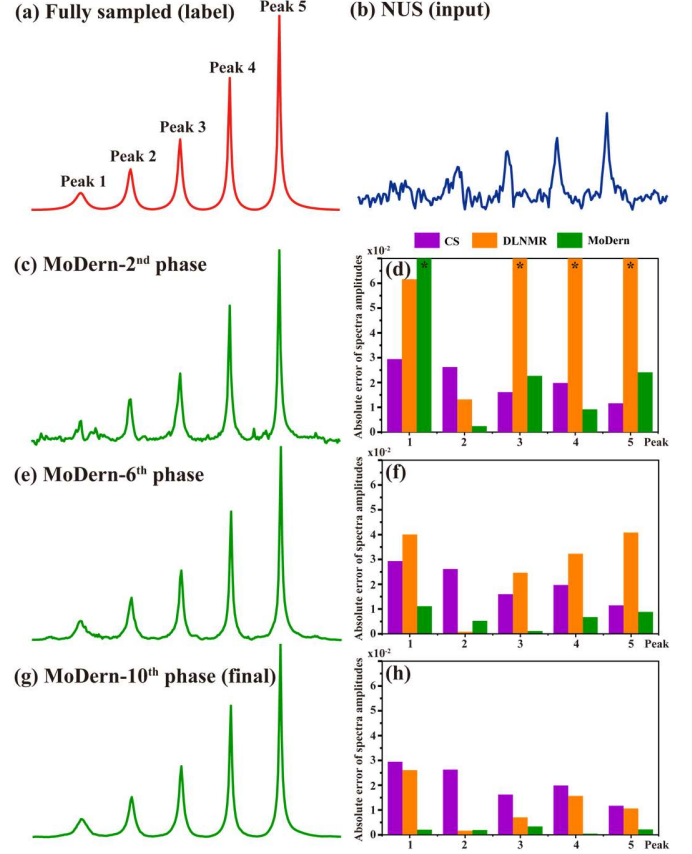 (a) Fully sampled (label)
Peak 5
Peak 4
Peak 3
Peak 2
Peak 1
(b) NUS (input)
CS DLNMR MoDern
(c) MoDern-2nd phase
(d)
x10-2
Absolute error of spectra amplitudes
6
3
2
1
0
* * * *
1 2 3 4 5 Peak
(e) MoDern-6th phase
(f)
x10-2
Absolute error of spectra amplitudes
6
4
3
2
1
0
1 2 3 4 5 Peak
(g) MoDern-10th phase (final)
(h)
x10-2
Absolute error of spectra amplitudes
6
4
3
2
1
0
1 2 3 4 5 Peak